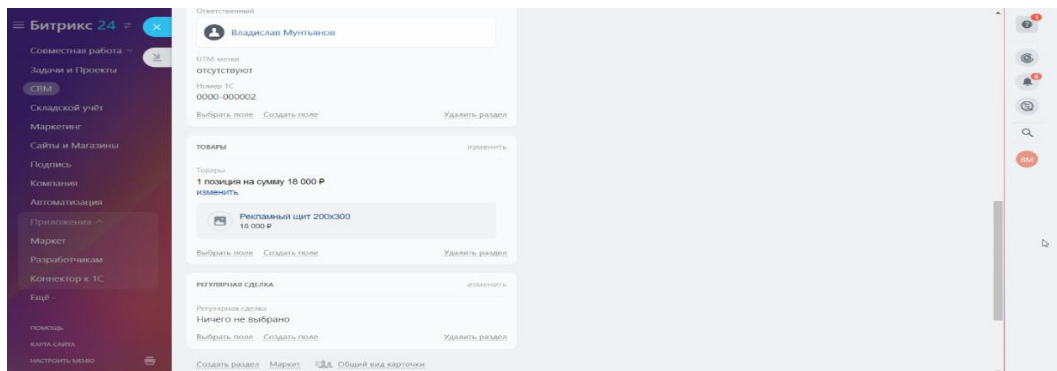 Битрикс 24
Совместная работа
Задачи и Проекты
CRM
Складской учёт
Маркетинг
Сайты и Магазины
Подпись
Компания
Автоматизация
Приложения
Маркет
Разработчикам
Коннектор к 1С
Ещё
ПОМОЩЬ
КАРТА САЙТА
НАСТРОИТЬ МЕНЮ
Ответственный
Владислав Мунтьянов
UTM-метки
отсутствуют
Номер 1С
0000-000002
Выбрать поле Создать поле Удалить раздел
ТОВАРЫ изменить
Товары
1 позиция на сумму 18 000 ₽
изменить
Рекламный щит 200х300
18 000 ₽
Выбрать поле Создать поле Удалить раздел
РЕГУЛЯРНАЯ СДЕЛКА изменить
Регулярная сделка
Ничего не выбрано
Выбрать поле Создать поле Удалить раздел
Создать раздел Маркет Общий вид карточки
1
6
ВМ